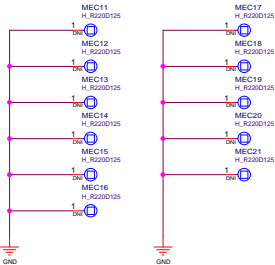 MEC11
H_R220D125
1
DNI
MEC12
H_R220D125
1
DNI
MEC13
H_R220D125
1
DNI
MEC14
H_R220D125
1
DNI
MEC15
H_R220D125
1
DNI
MEC16
H_R220D125
1
DNI
GND
MEC17
H_R220D125
1
DNI
MEC18
H_R220D125
1
DNI
MEC19
H_R220D125
1
DNI
MEC20
H_R220D125
1
DNI
MEC21
H_R220D125
1
DNI
GND